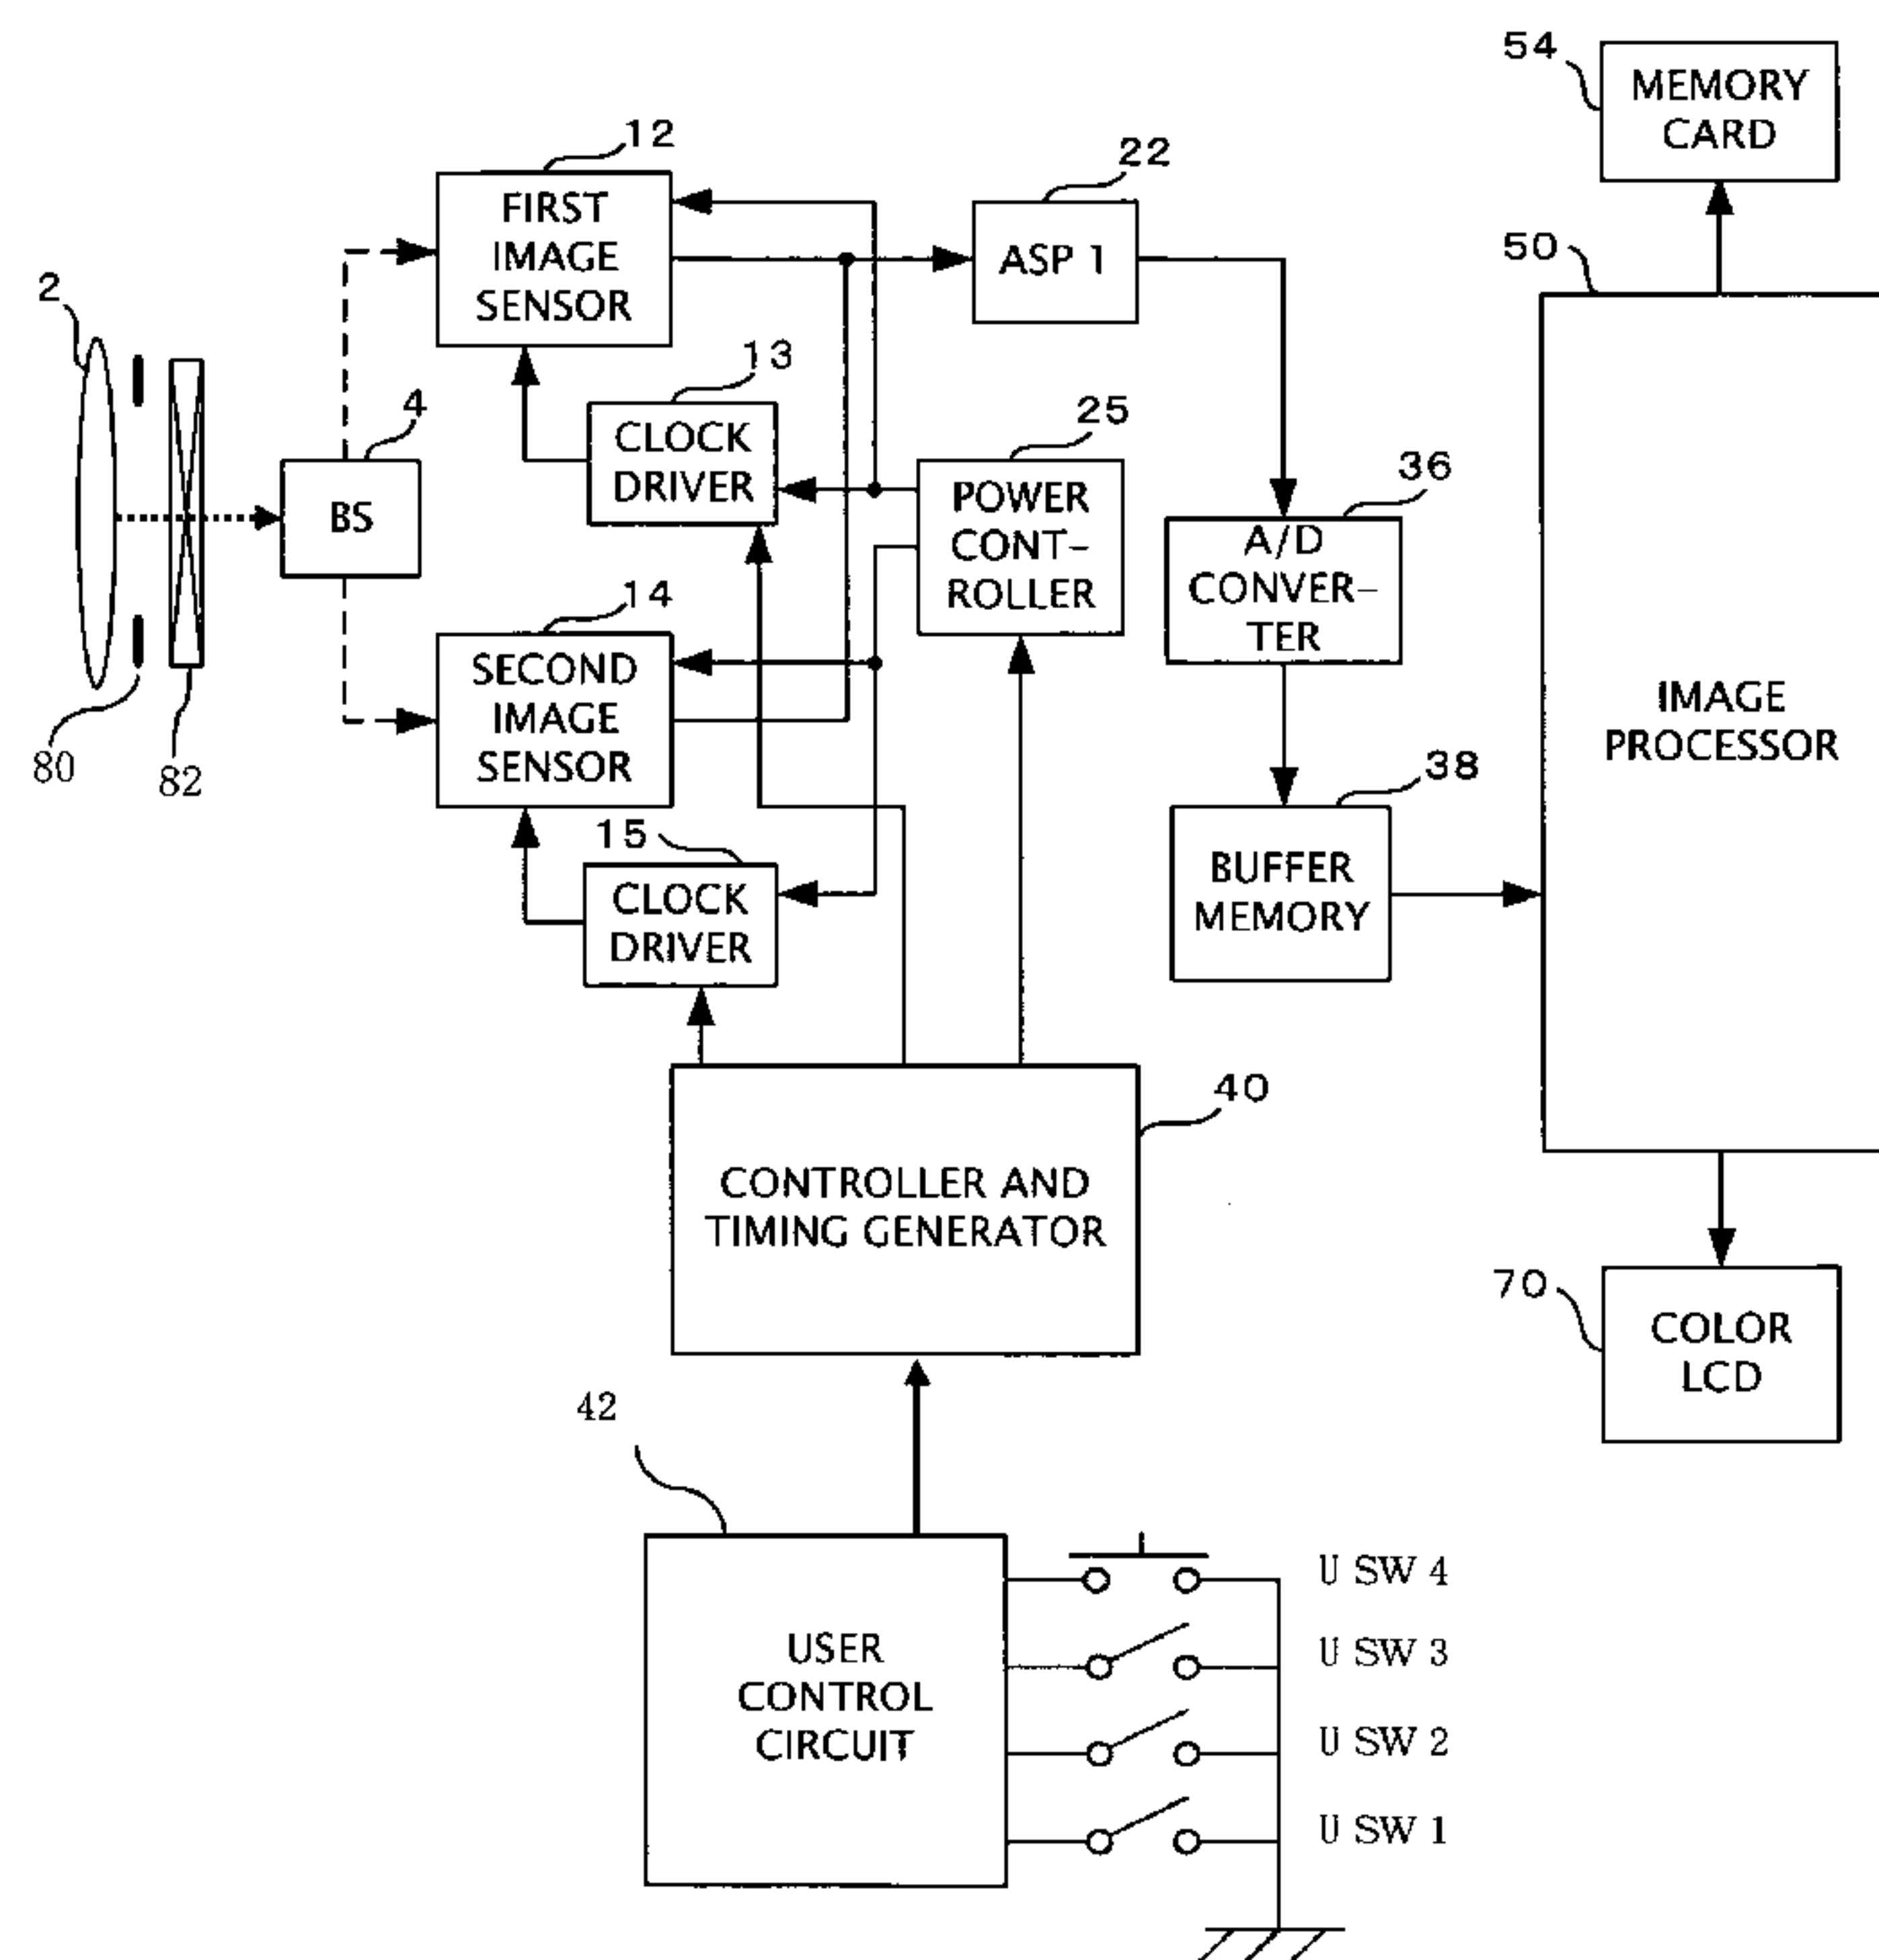 54
MEMORY
CARD
12
22
FIRST
IMAGE
SENSOR
ASP 1
50
2
13
4
CLOCK
DRIVER
25
36
BS
POWER
CONT-
ROLLER
A/D
CONVER-
TER
14
SECOND
IMAGE
SENSOR
IMAGE
PROCESSOR
80
82
38
15
CLOCK
DRIVER
BUFFER
MEMORY
40
CONTROLLER AND
TIMING GENERATOR
70
COLOR
LCD
42
USER
CONTROL
CIRCUIT
U SW 4
U SW 3
U SW 2
U SW 1